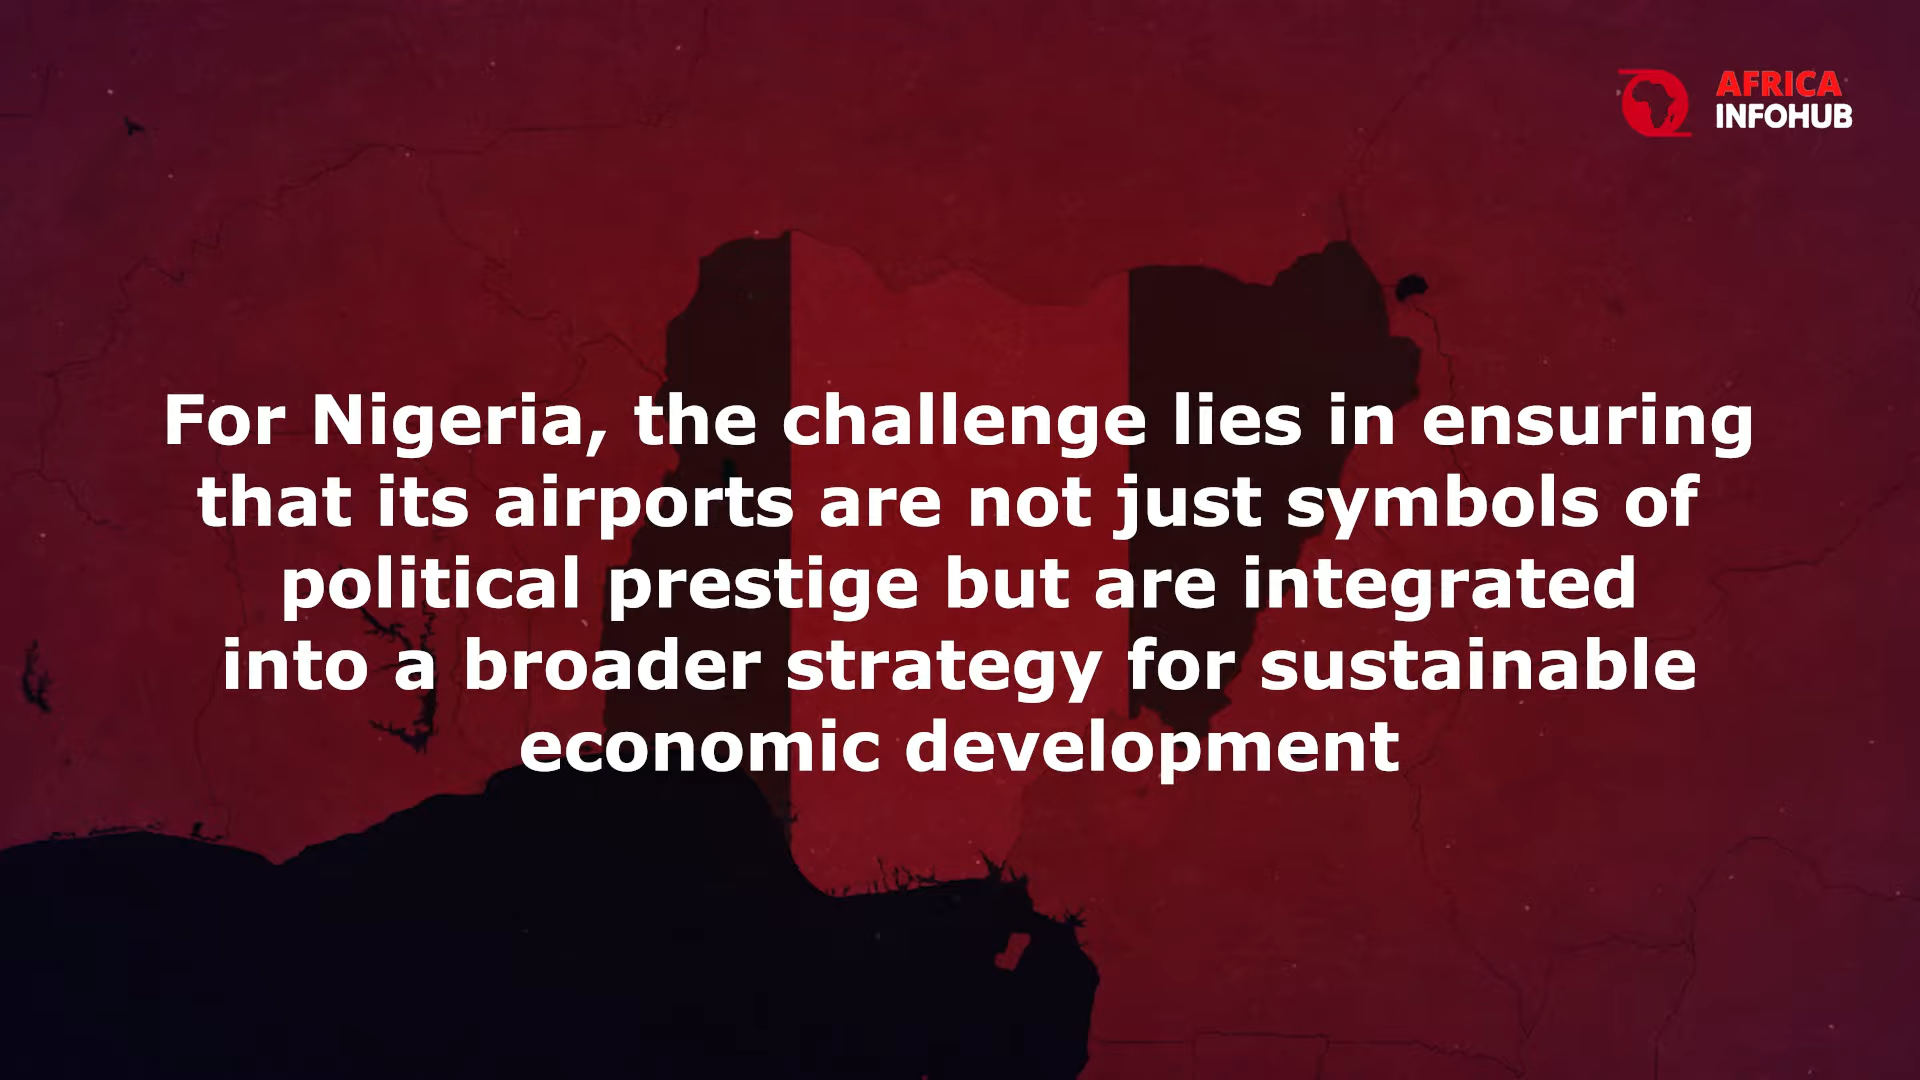 AFRICA
INFOHUB
For Nigeria, the challenge lies in ensuring
that its airports are not just symbols of
political prestige but are integrated
into a broader strategy for sustainable
economic development